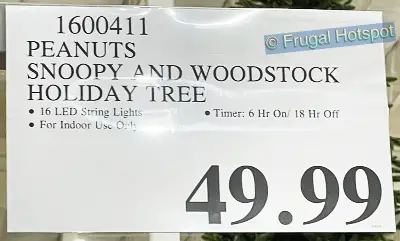 © Frugal Hotspot
1600411
PEANUTS
SNOOPY AND WOODSTOCK
HOLIDAY TREE
• 16 LED String Lights • Timer: 6 Hr On/ 18 Hr Off
• For Indoor Use Only
49.99